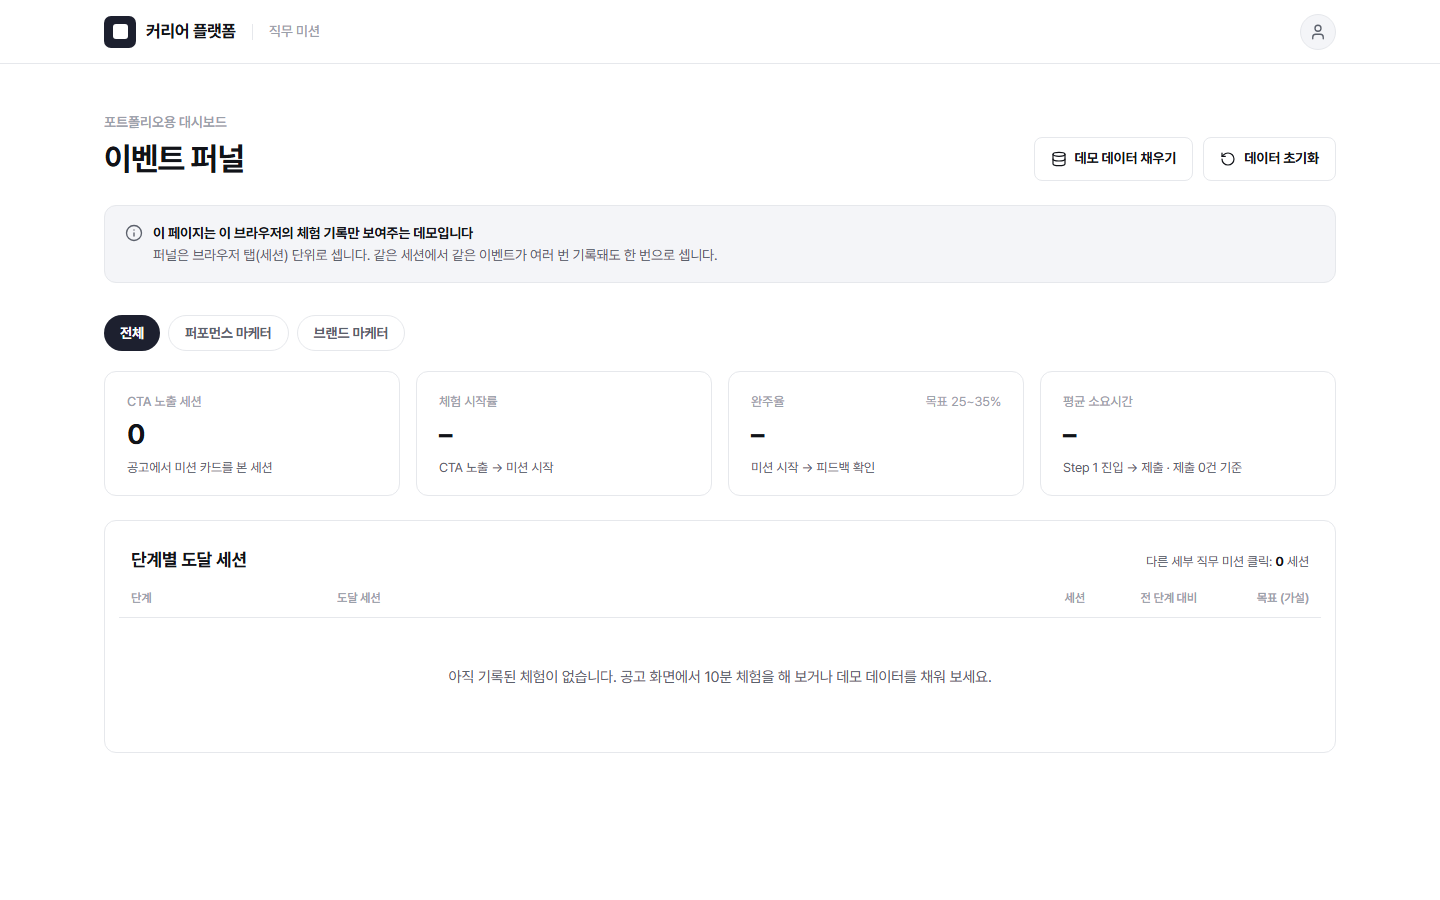 커리어 플랫폼
직무 미션
포트폴리오용 대시보드
이벤트 퍼널
데모 데이터 채우기
데이터 초기화
이 페이지는 이 브라우저의 체험 기록만 보여주는 데모입니다
퍼널은 브라우저 탭(세션) 단위로 셉니다. 같은 세션에서 같은 이벤트가 여러 번 기록돼도 한 번으로 셉니다.
전체
퍼포먼스 마케터
브랜드 마케터
CTA 노출 세션
0
공고에서 미션 카드를 본 세션
체험 시작률
–
CTA 노출 → 미션 시작
완주율
목표 25~35%
–
미션 시작 → 피드백 확인
평균 소요시간
–
Step 1 진입 → 제출 · 제출 0건 기준
단계별 도달 세션
다른 세부 직무 미션 클릭: 0 세션
단계
도달 세션
세션
전 단계 대비
목표 (가설)
아직 기록된 체험이 없습니다. 공고 화면에서 10분 체험을 해 보거나 데모 데이터를 채워 보세요.